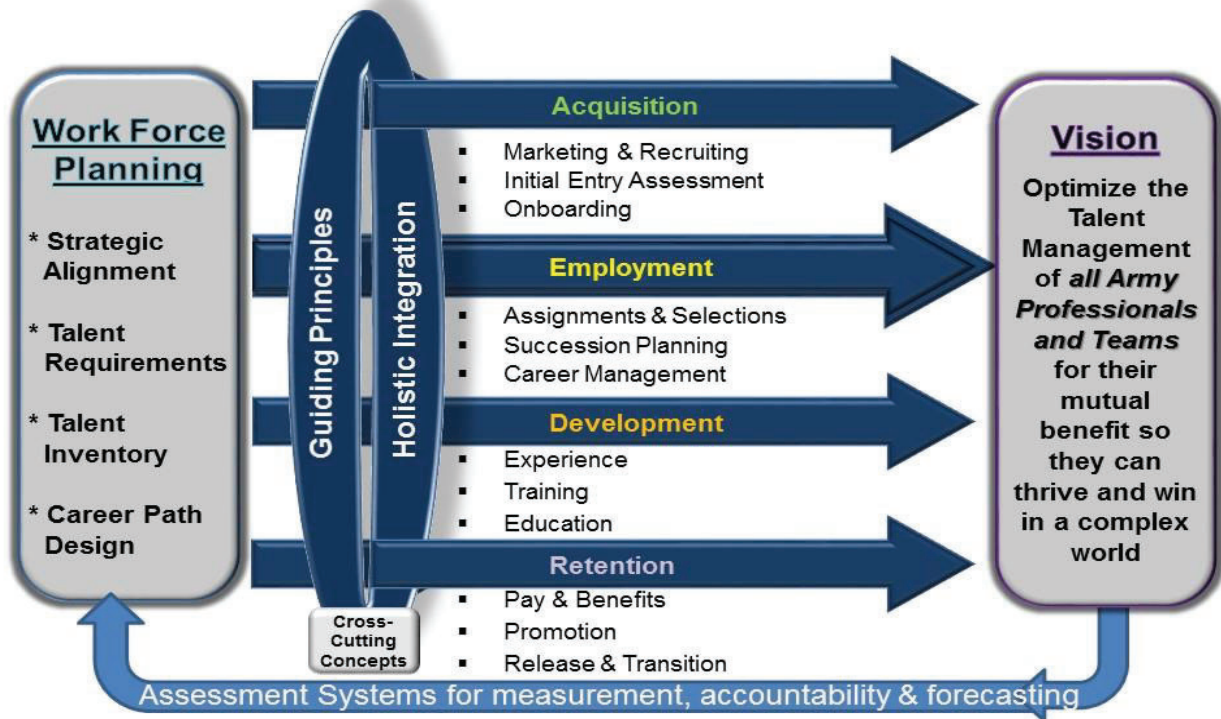 Work Force
Planning
* Strategic
Alignment
* Talent
Requirements
* Talent
Inventory
* Career Path
Design
Guiding Principles
Holistic Integration
Cross-
Cutting
Concepts
Acquisition
▪ Marketing & Recruiting
▪ Initial Entry Assessment
▪ Onboarding
Employment
▪ Assignments & Selections
▪ Succession Planning
▪ Career Management
Development
▪ Experience
▪ Training
▪ Education
Retention
▪ Pay & Benefits
▪ Promotion
▪ Release & Transition
Vision
Optimize the
Talent
Management
of all Army
Professionals
and Teams
for their
mutual
benefit so
they can
thrive and win
in a complex
world
Assessment Systems for measurement, accountability & forecasting